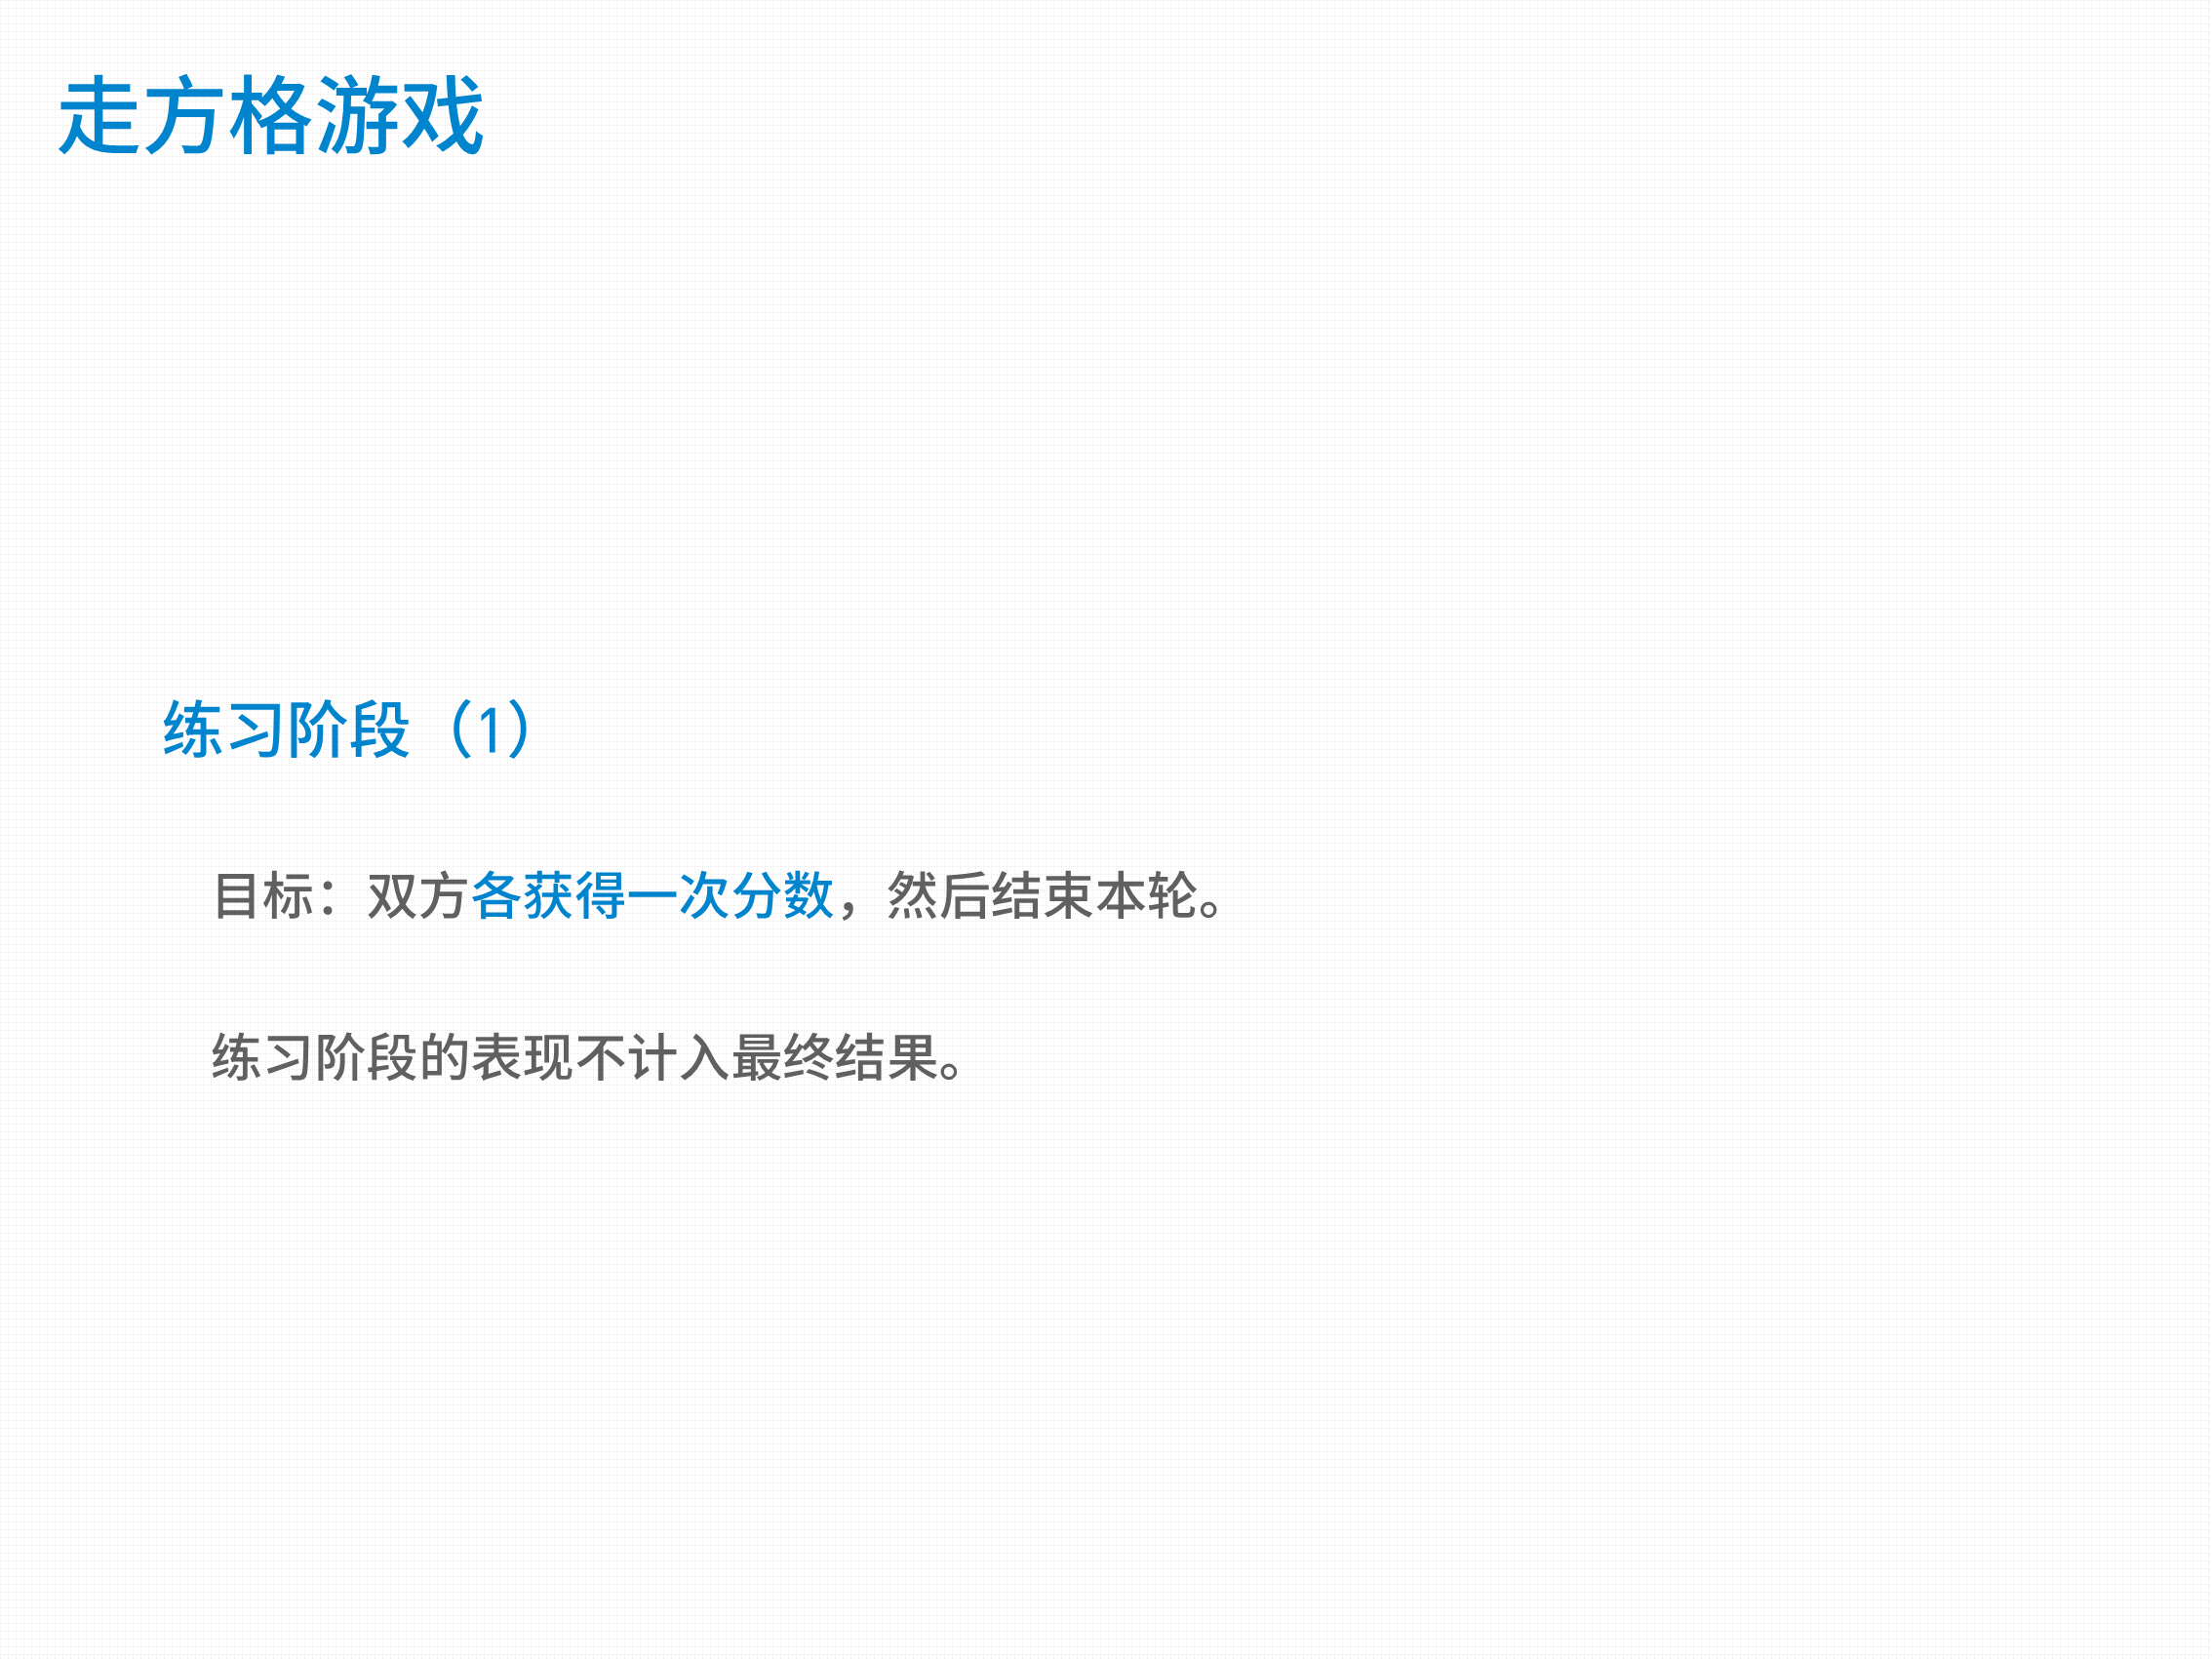 走方格游戏
练习阶段（1）
目标：双方各获得一次分数，然后结束本轮。
练习阶段的表现不计入最终结果。